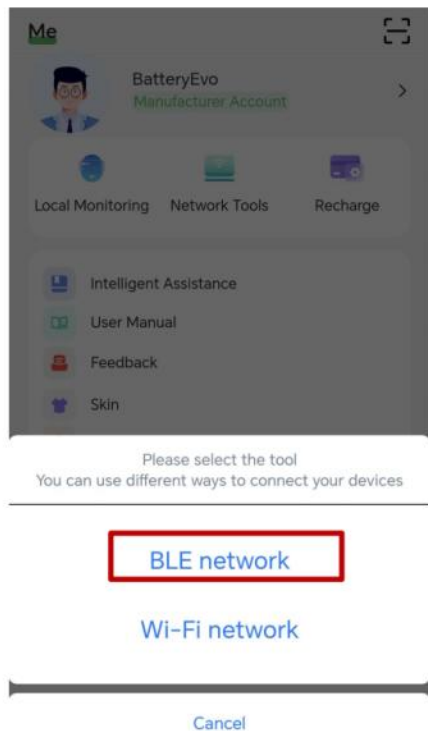 Me
BatteryEvo
Manufacturer Account
Local Monitoring Network Tools Recharge
Intelligent Assistance
User Manual
Feedback
Skin
Please select the tool
You can use different ways to connect your devices
BLE network
Wi-Fi network
Cancel